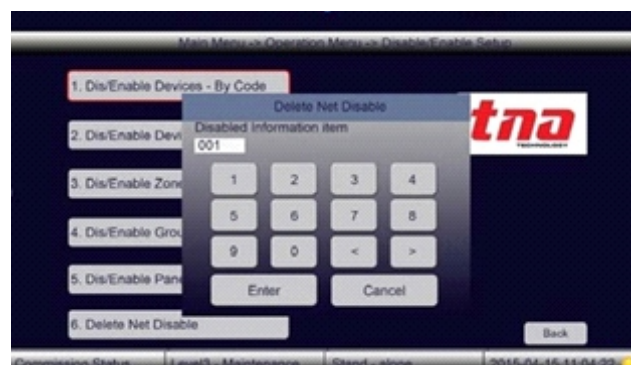 Main Menu -> Operation Menu -> Disable/Enable Setup
1. Dis/Enable Devices - By Code
Delete Net Disable
Disabled Information item
001
tna
TECHNOLOGY
2. Dis/Enable Devi
3. Dis/Enable Zone
4. Dis/Enable Grou
5. Dis/Enable Pane
6. Delete Net Disable
1 2 3 4
5 6 7 8
9 0 < >
Enter Cancel
Back
Commission Status Level3 - Maintenance Stand - alone 2015-04-15 11:04:22